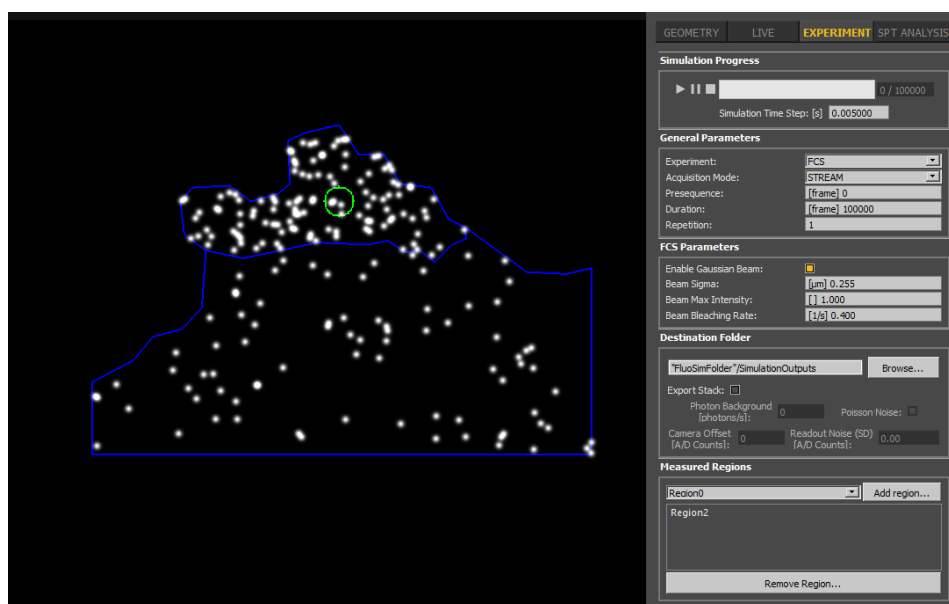 GEOMETRY LIVE EXPERIMENT SPT ANALYSIS
Simulation Progress
0 / 100000
Simulation Time Step: [s] 0.005000
General Parameters
Experiment: FCS
Acquisition Mode: STREAM
Presequence: [frame] 0
Duration: [frame] 100000
Repetition: 1
FCS Parameters
Enable Gaussian Beam:
Beam Sigma: [µm] 0.255
Beam Max Intensity: [ ] 1.000
Beam Bleaching Rate: [1/s] 0.400
Destination Folder
"FluoSimFolder"/SimulationOutputs Browse...
Export Stack:
Photon Background
[photons/s]: 0 Poisson Noise:
Camera Offset Readout Noise (SD)
[A/D Counts]: 0 [A/D Counts]: 0.00
Measured Regions
Region0 Add region...
Region2
Remove Region...